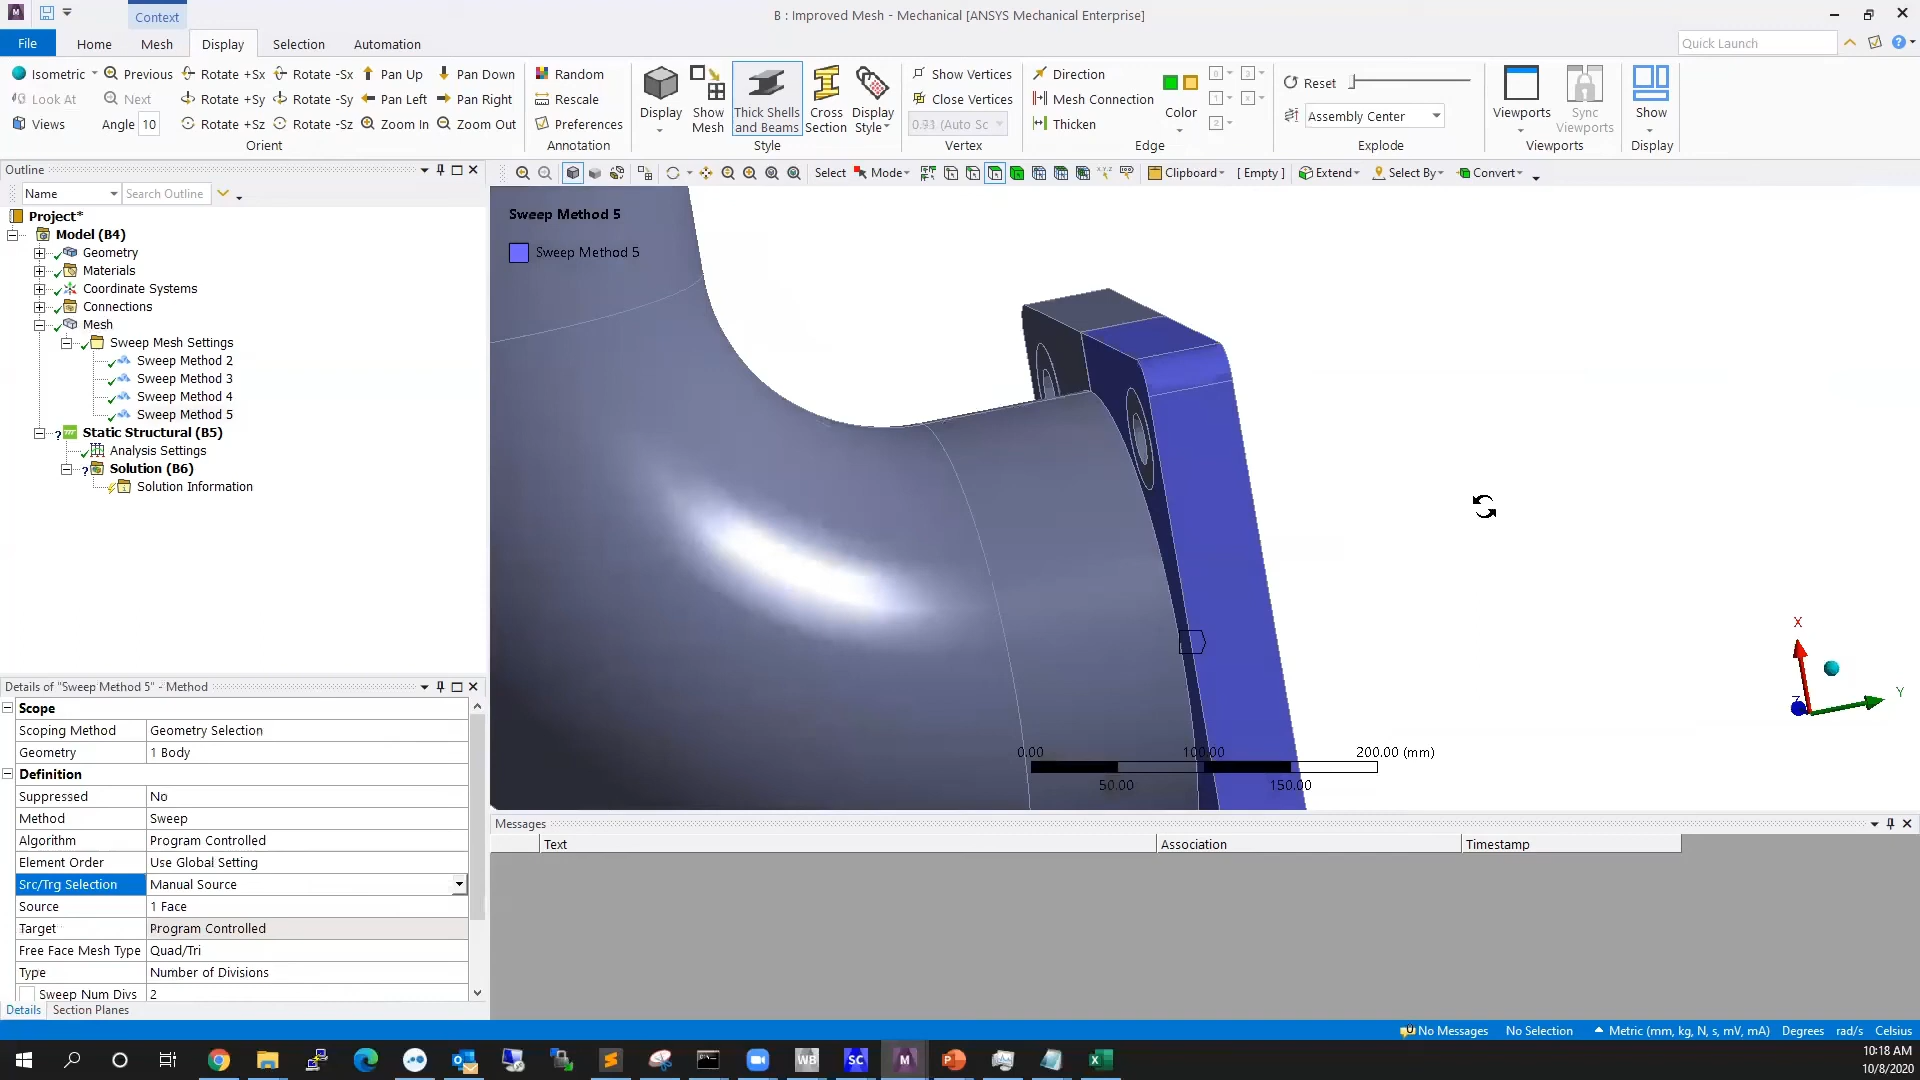 Context
B : Improved Mesh - Mechanical [ANSYS Mechanical Enterprise]
File Home Mesh Display Selection Automation Quick Launch
Isometric Previous Rotate +Sx Rotate -Sx Pan Up Pan Down
Look At Next Rotate +Sy Rotate -Sy Pan Left Pan Right
Views Angle 10 Rotate +Sz Rotate -Sz Zoom In Zoom Out
Orient
Random
Rescale
Preferences
Annotation
Display
Show Mesh
Thick Shells and Beams
Cross Section
Display Style
Style
Show Vertices
Close Vertices
0.93 (Auto Sc
Vertex
Direction
Mesh Connection
Thicken
Color
Edge
Reset
Assembly Center
Explode
Viewports
Sync Viewports
Viewports
Show
Display
Outline
Name Search Outline
Select Mode Clipboard [ Empty ] Extend Select By Convert
Project*
Model (B4)
Geometry
Materials
Coordinate Systems
Connections
Mesh
Sweep Mesh Settings
Sweep Method 2
Sweep Method 3
Sweep Method 4
Sweep Method 5
Static Structural (B5)
Analysis Settings
Solution (B6)
Solution Information
Sweep Method 5
Sweep Method 5
X
Y
Z
0.00 100.00 200.00 (mm)
50.00 150.00
Details of "Sweep Method 5" - Method
Scope
Scoping Method Geometry Selection
Geometry 1 Body
Definition
Suppressed No
Method Sweep
Algorithm Program Controlled
Element Order Use Global Setting
Src/Trg Selection Manual Source
Source 1 Face
Target Program Controlled
Free Face Mesh Type Quad/Tri
Type Number of Divisions
Sweep Num Divs 2
Details Section Planes
Messages
Text Association Timestamp
No Messages No Selection Metric (mm, kg, N, s, mV, mA) Degrees rad/s Celsius
WB SC M
10:18 AM
10/8/2020